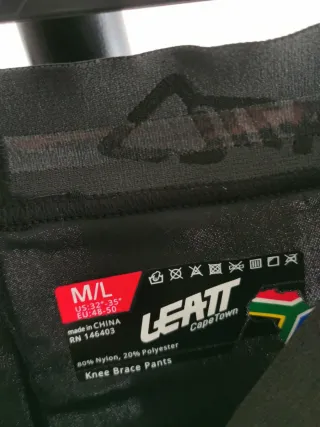 M/L
US:32"-35"
EU:48-50
made in CHINA
RN 146403
LEATT
CapeTown
80% Nylon, 20% Polyester
Knee Brace Pants